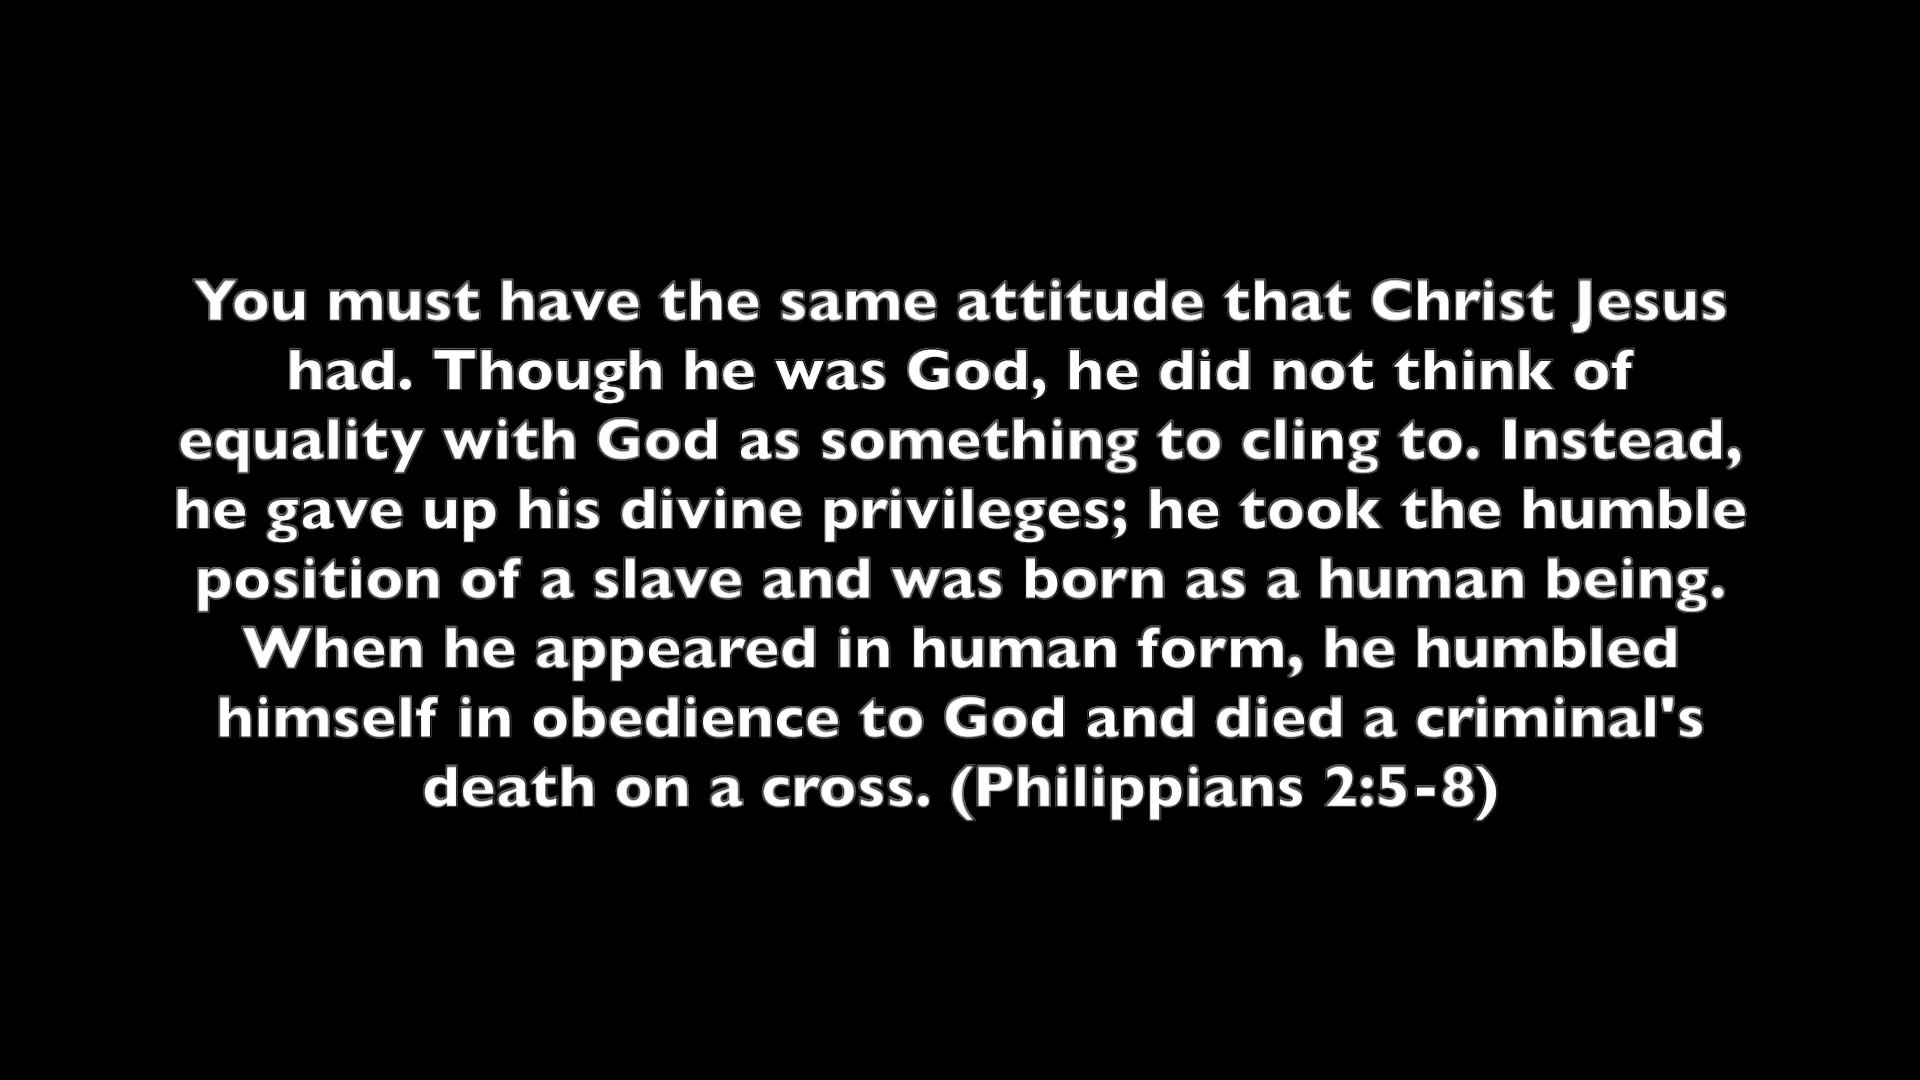 You must have the same attitude that Christ Jesus
had. Though he was God, he did not think of
equality with God as something to cling to. Instead,
he gave up his divine privileges; he took the humble
position of a slave and was born as a human being.
When he appeared in human form, he humbled
himself in obedience to God and died a criminal's
death on a cross. (Philippians 2:5-8)